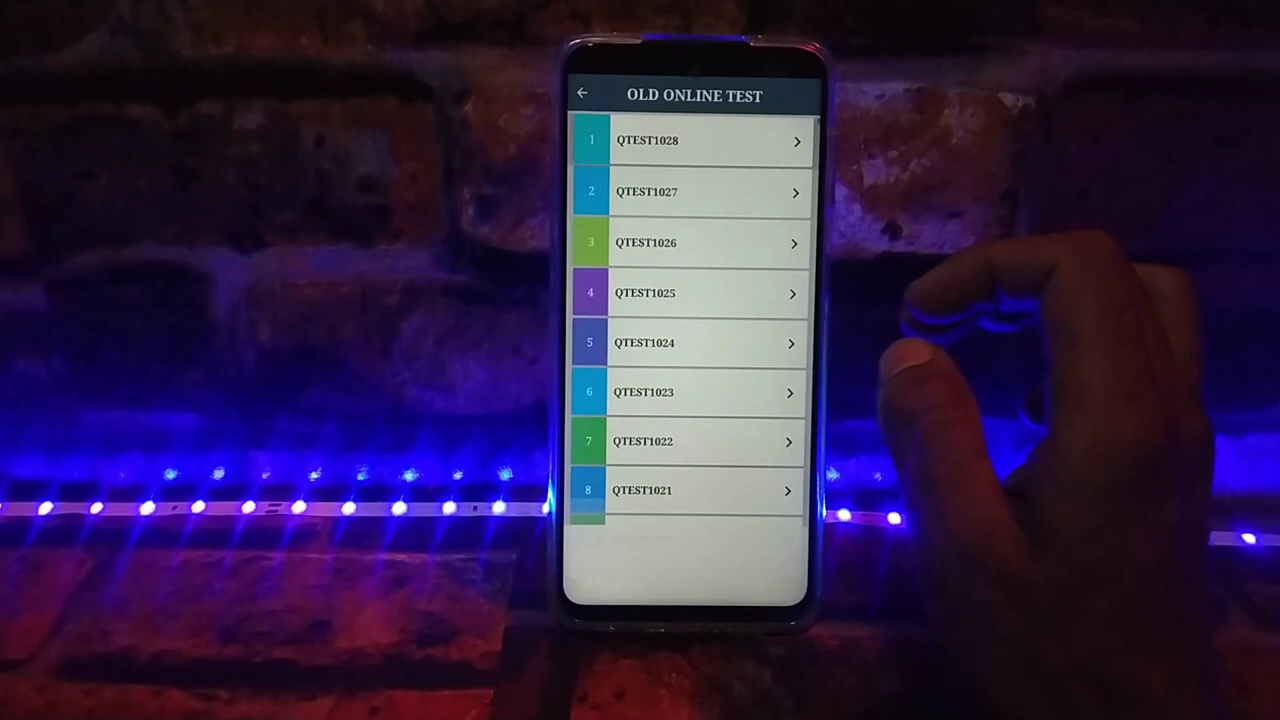 OLD ONLINE TEST
1 QTEST1028
2 QTEST1027
3 QTEST1026
4 QTEST1025
5 QTEST1024
6 QTEST1023
7 QTEST1022
8 QTEST1021